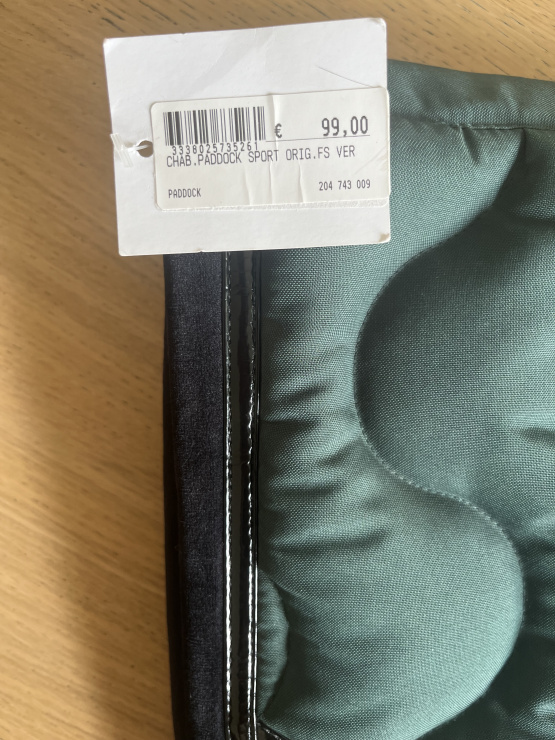 € 99,00
3338025735261
CHAB.PADDOCK SPORT ORIG.FS VER
PADDOCK 204 743 009